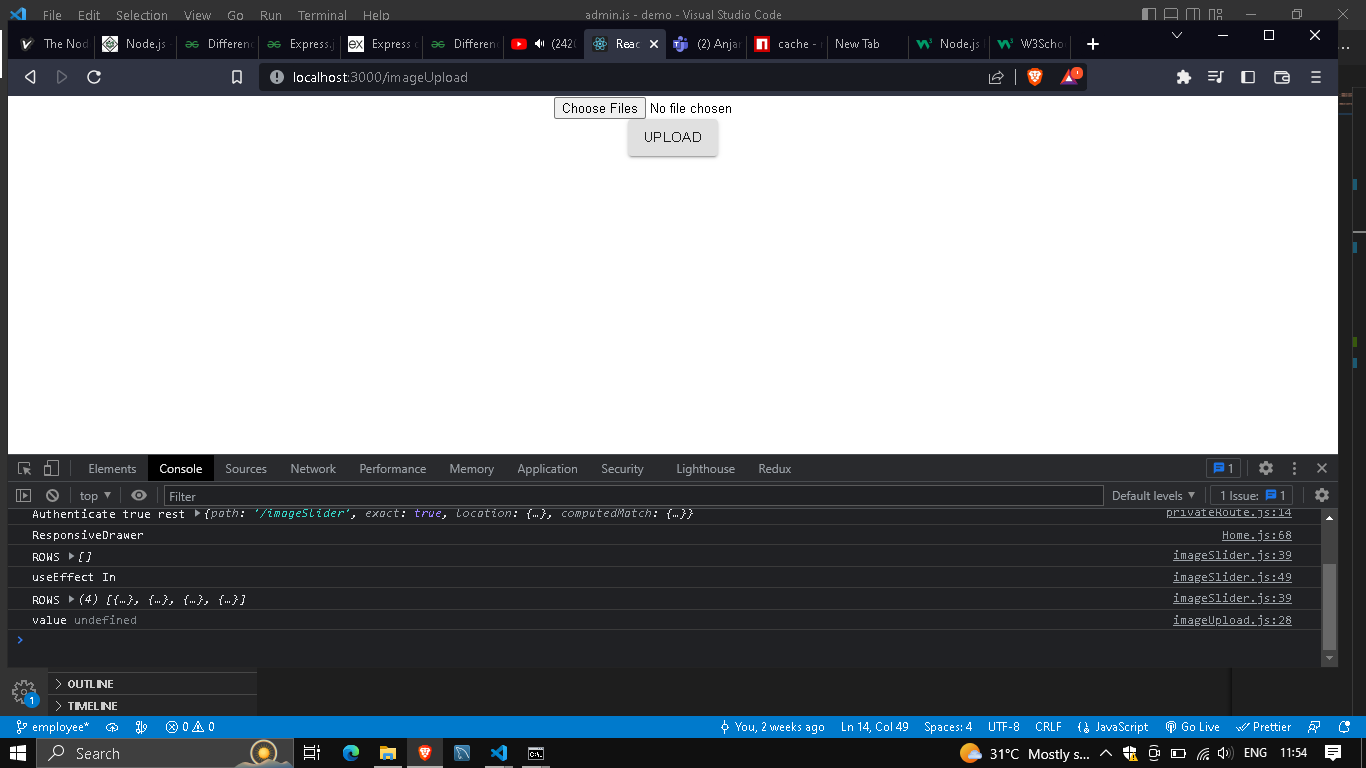 File Edit Selection View Go Run Terminal Help admin.js - demo - Visual Studio Code
The Nod Node.js Differenc Express.j ex Express Differenc (242 Reac (2) Anjan cache - New Tab Node.js W3Schoo
localhost:3000/imageUpload
Choose Files No file chosen
UPLOAD
Elements Console Sources Network Performance Memory Application Security Lighthouse Redux 1
top Filter Default levels 1 Issue: 1
Authenticate true rest {path: '/imageSlider', exact: true, location: {…}, computedMatch: {…}} privateRoute.js:14
ResponsiveDrawer Home.js:68
ROWS [] imageSlider.js:39
useEffect In imageSlider.js:49
ROWS (4) [{…}, {…}, {…}, {…}] imageSlider.js:39
value undefined imageUpload.js:28
OUTLINE
1 TIMELINE
employee* 0 0 You, 2 weeks ago Ln 14, Col 49 Spaces: 4 UTF-8 CRLF JavaScript Go Live Prettier
Search 31°C Mostly s... ENG 11:54